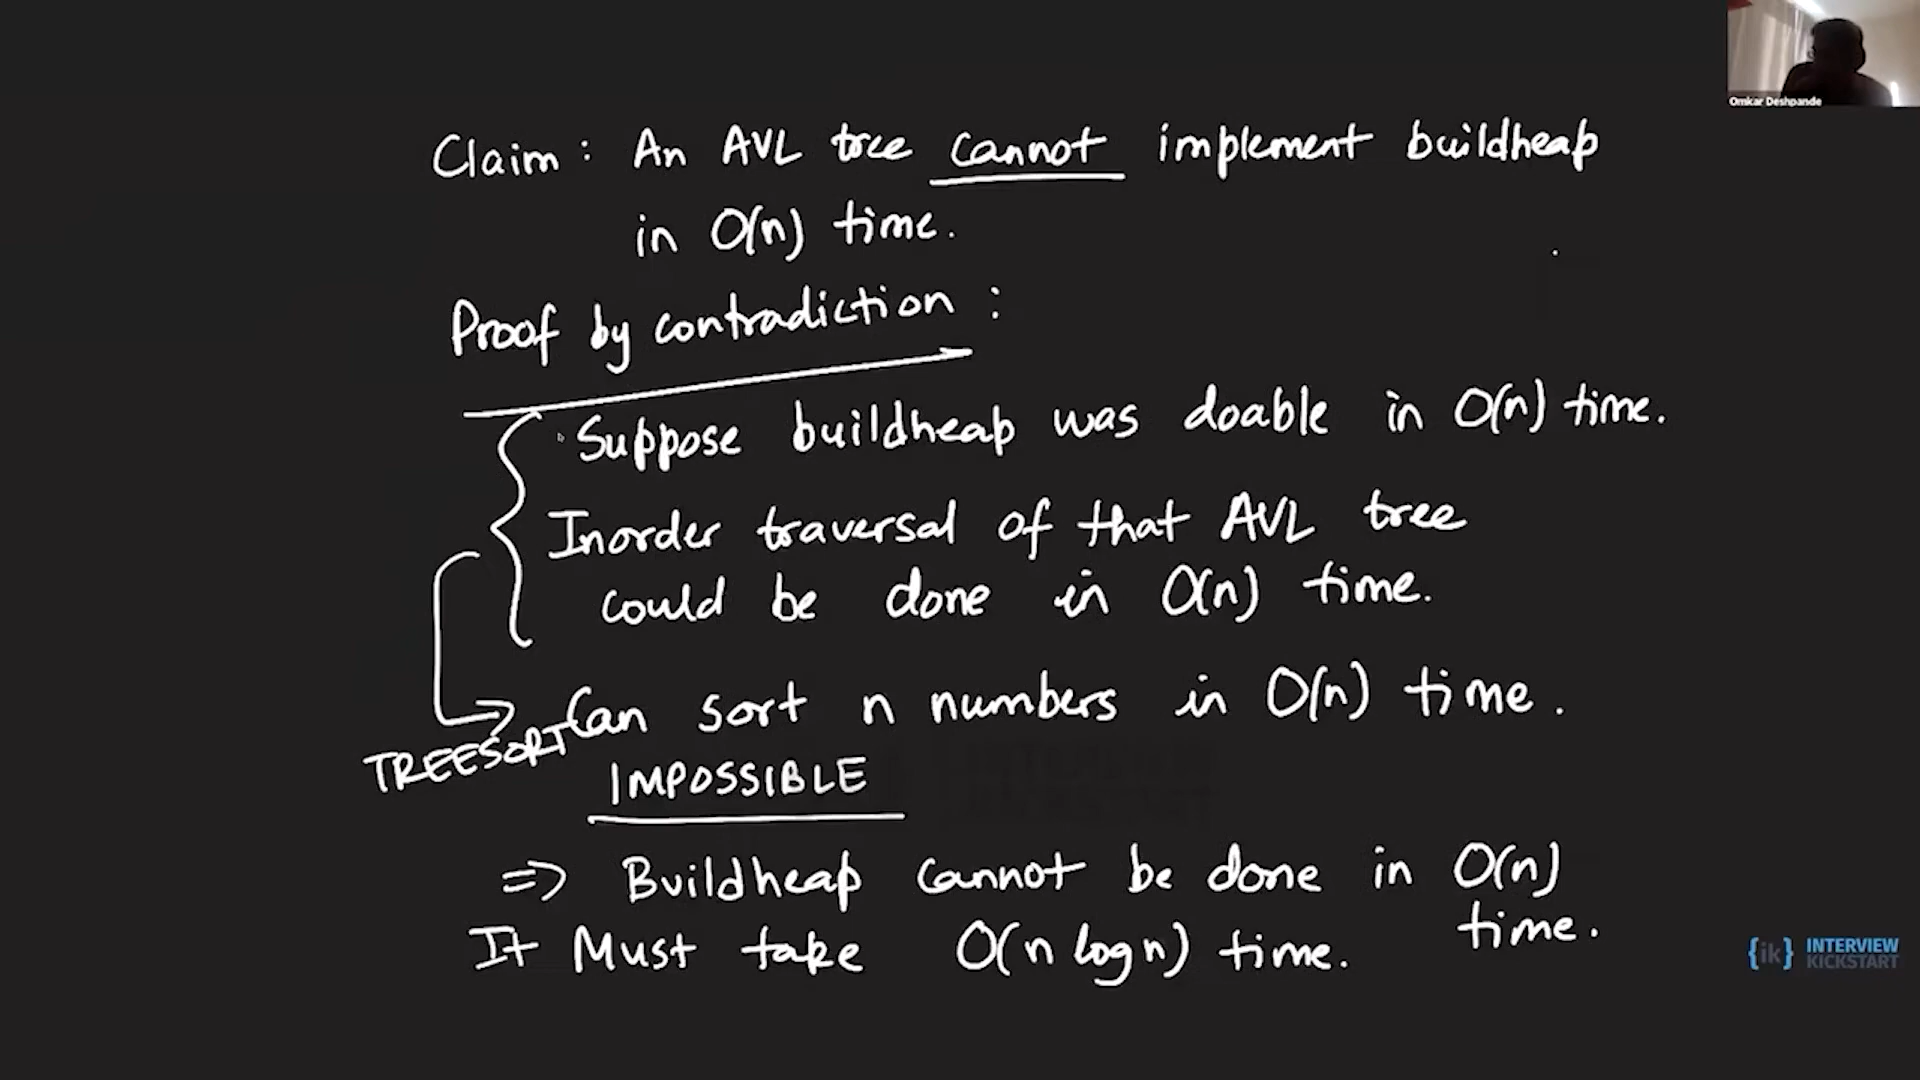 Omkar Deshpande
Claim: An AVL tree cannot implement buildheap
in O(n) time.
Proof by contradiction:
Suppose buildheap was doable in O(n) time.
Inorder traversal of that AVL tree
could be done in O(n) time.
Can sort n numbers in O(n) time.
TREESORT
IMPOSSIBLE
=> Buildheap cannot be done in O(n)
time.
It Must take O(n log n) time.
{ik} INTERVIEW
KICKSTART